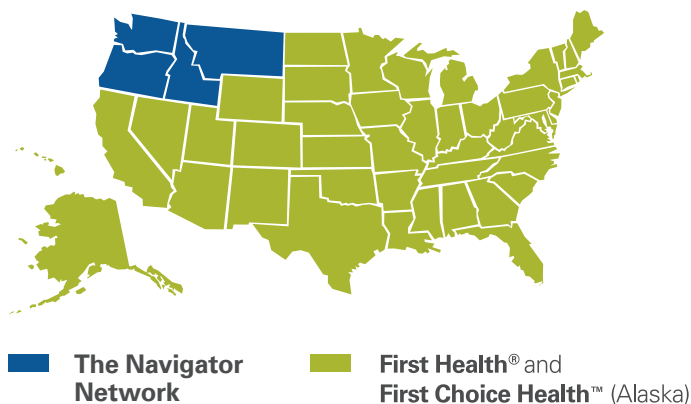 The Navigator
Network
First Health® and
First Choice Health™ (Alaska)